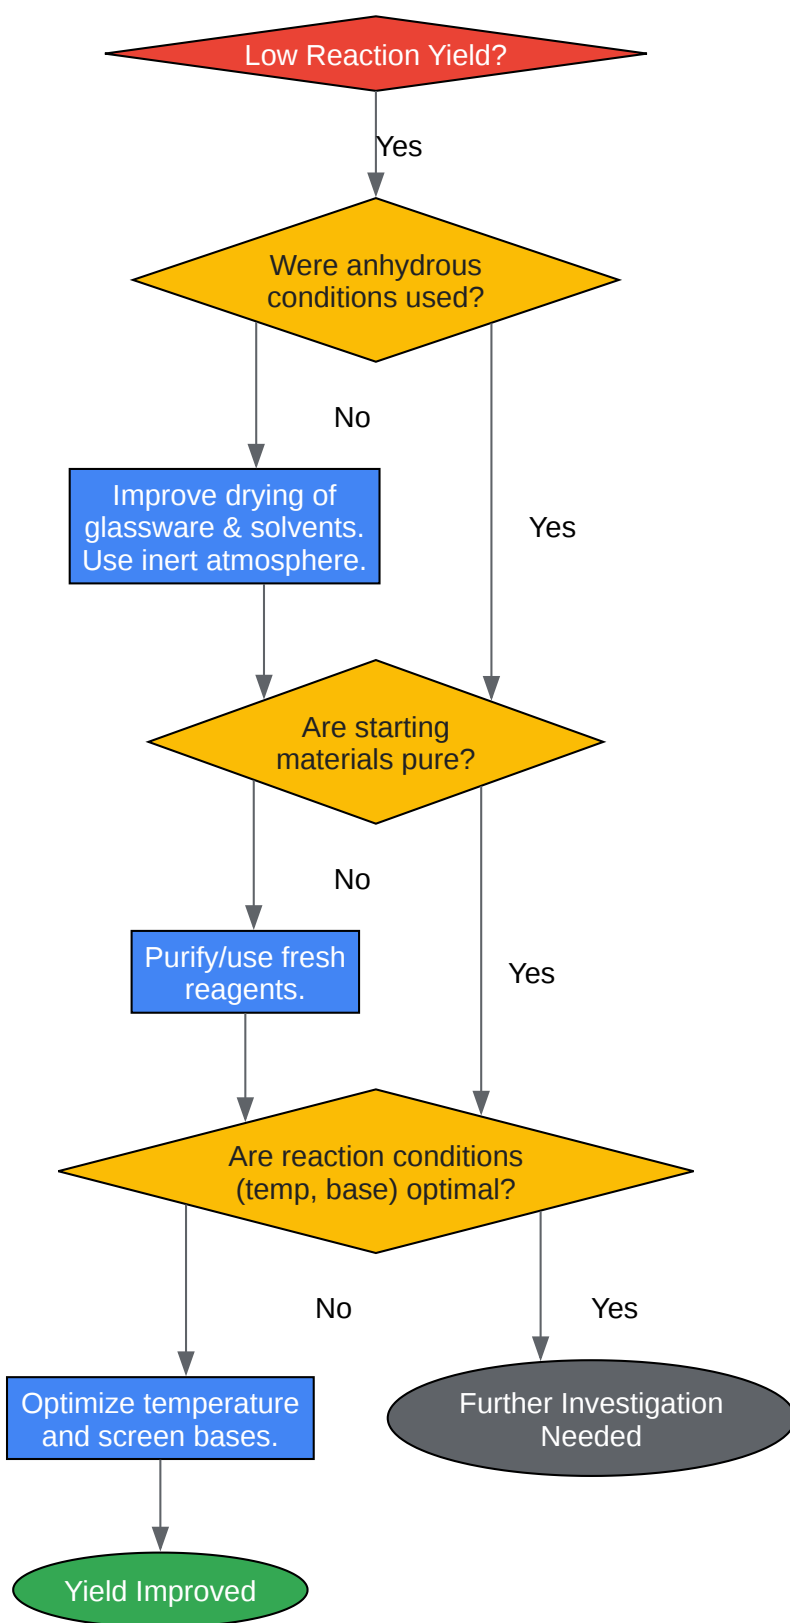 Low Reaction Yield?
Yes
Were anhydrous
conditions used?
No
Improve drying of
glassware & solvents.
Use inert atmosphere.
Yes
Are starting
materials pure?
No
Purify/use fresh
reagents.
Yes
Are reaction conditions
(temp, base) optimal?
No
Yes
Optimize temperature
and screen bases.
Further Investigation
Needed
Yield Improved